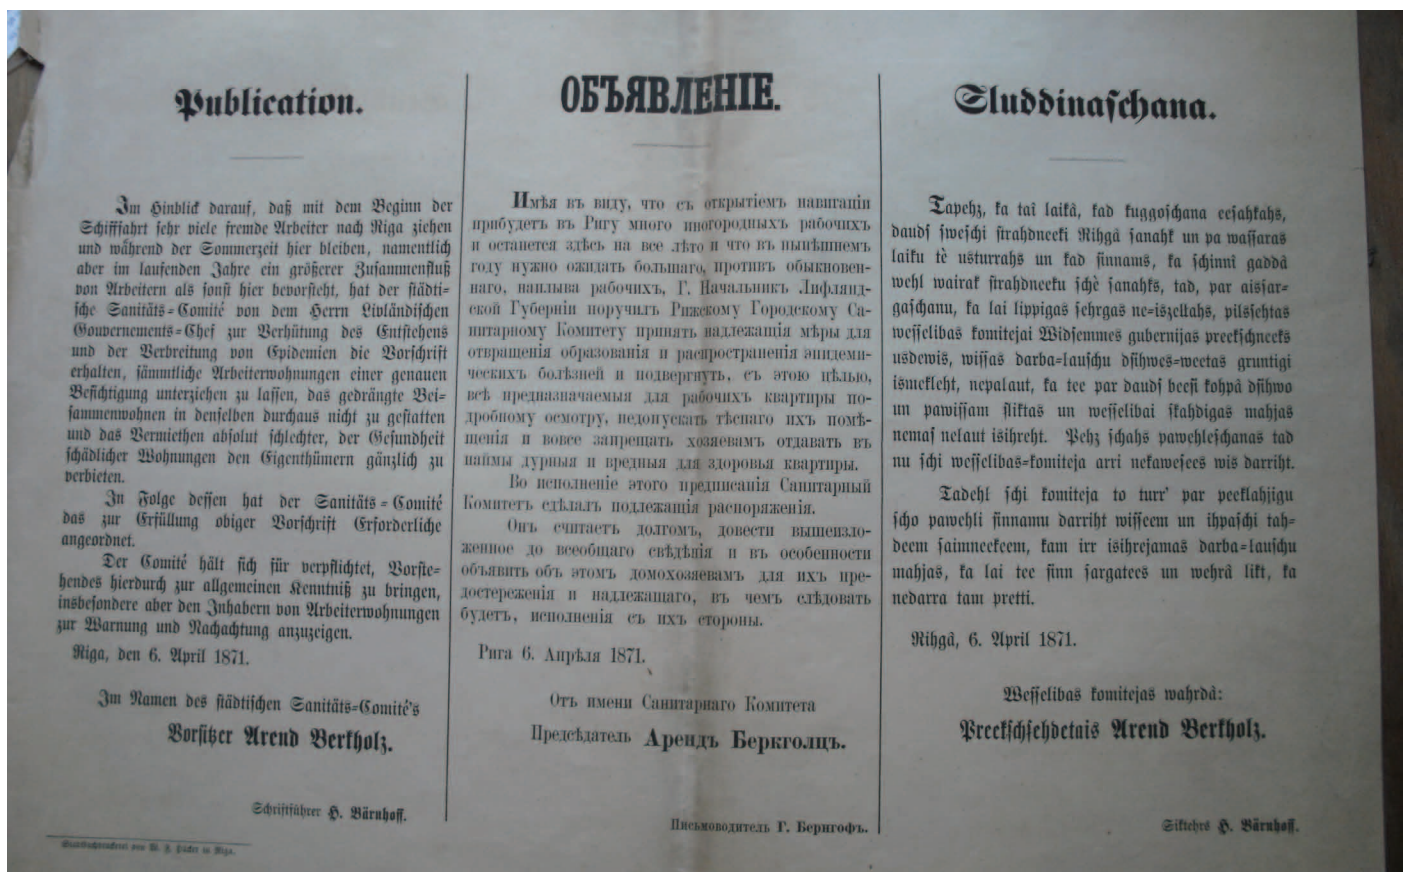 Publication.
Im Hinblick darauf, daß mit dem Beginn der
Schifffahrt sehr viele fremde Arbeiter nach Riga ziehen
und während der Sommerzeit hier bleiben, namentlich
aber im laufenden Jahre ein größerer Zusammenfluß
von Arbeitern als sonst hier bevorsteht, hat der städti=
sche Sanitäts=Comité von dem Herrn Livländischen
Gouvernements=Chef zur Verhütung des Entstehens
und der Verbreitung von Epidemien die Vorschrift
erhalten, sämmtliche Arbeiterwohnungen einer genauen
Besichtigung unterziehen zu lassen, das gedrängte Bei=
sammenwohnen in denselben durchaus nicht zu gestatten
und das Vermiethen absolut schlechter, der Gesundheit
schädlicher Wohnungen den Eigenthümern gänzlich zu
verbieten.
In Folge dessen hat der Sanitäts=Comité
das zur Erfüllung obiger Vorschrift Erforderliche
angeordnet.
Der Comité hält sich für verpflichtet, Vorste=
hendes hierdurch zur allgemeinen Kenntniß zu bringen,
insbesondere aber den Inhabern von Arbeiterwohnungen
zur Warnung und Nachachtung anzuzeigen.
Riga, den 6. April 1871.
Im Namen des städtischen Sanitäts=Comité's
Vorsitzer Arend Berkholz.
Schriftführer H. Bärnhoff.
Stadtbuchdruckerei von W. F. Häcker in Riga.
ОБЪЯВЛЕНІЕ.
Имѣя въ виду, что съ открытіемъ навигаціи
прибудетъ въ Ригу много иногородныхъ рабочихъ
и останется здѣсь на все лѣто и что въ нынѣшнемъ
году нужно ожидать большаго, противъ обыкновен-
наго, наплыва рабочихъ, Г. Начальникъ Лифлянд-
ской Губерніи поручилъ Рижскому Городскому Са-
нитарному Комитету принять надлежащія мѣры для
отвращенія образованія и распространенія эпидеми-
ческихъ болѣзней и подвергнуть, съ этою цѣлью,
всѣ предназначаемыя для рабочихъ квартиры по-
дробному осмотру, недопускать тѣснаго ихъ помѣ-
щенія и вовсе запрещать хозяевамъ отдавать въ
наймы дурныя и вредныя для здоровья квартиры.
Во исполненіе этого предписанія Санитарный
Комитетъ сдѣлалъ подлежащія распоряженія.
Онъ считаетъ долгомъ, довести вышеизло-
женное до всеобщаго свѣдѣнія и въ особенности
объявить объ этомъ домохозяевамъ для ихъ пре-
достереженія и надлежащаго, въ чемъ слѣдовать
будетъ, исполненія съ ихъ стороны.
Рига 6. Апрѣля 1871.
Отъ имени Санитарнаго Комитета
Предсѣдатель Арендъ Беркголцъ.
Письмоводитель Г. Бернгофъ.
Sluddinaschana.
Tapehz, ka tai laikâ, kad kuggoschana eesahkahs,
daudf sweschi strahdneeki Rihgâ sanahk un pa wassaras
laiku tè usturrahs un kad sinnams, ka schinnî gaddâ
wehl wairak strahdneeku schè sanahks, tad, par aissar=
gaschanu, ka lai lippigas sehrgas ne=iszellahs, pilsehtas
wesselibas komitejai Widsemmes gubernijas preekschneeks
usdewis, wissas darba=lauschu dsihwes=weetas gruntigi
ismekleht, nepalaut, ka tee par daudf beesi kohpâ dsihwo
un pawissam sliktas un wesselibai skahdigas mahjas
nemas nelaut isihreht. Pehz schahs pawehleschanas tad
nu schi wesselibas=komiteja arri nekawejees wis darriht.
Tadehl schi komiteja to turr' par peeklahjigu
scho pawehli sinnamu darriht wisseem un ihpaschi tah=
deem saimneekeem, kam irr isihrejamas darba=lauschu
mahjas, ka lai tee sinn sargatees un wehrâ likt, ka
nedarra tam pretti.
Rihgâ, 6. April 1871.
Wesselibas komitejas wahrdâ:
Preekschsehdetais Arend Berkholz.
Siktehrs H. Bärnhoff.